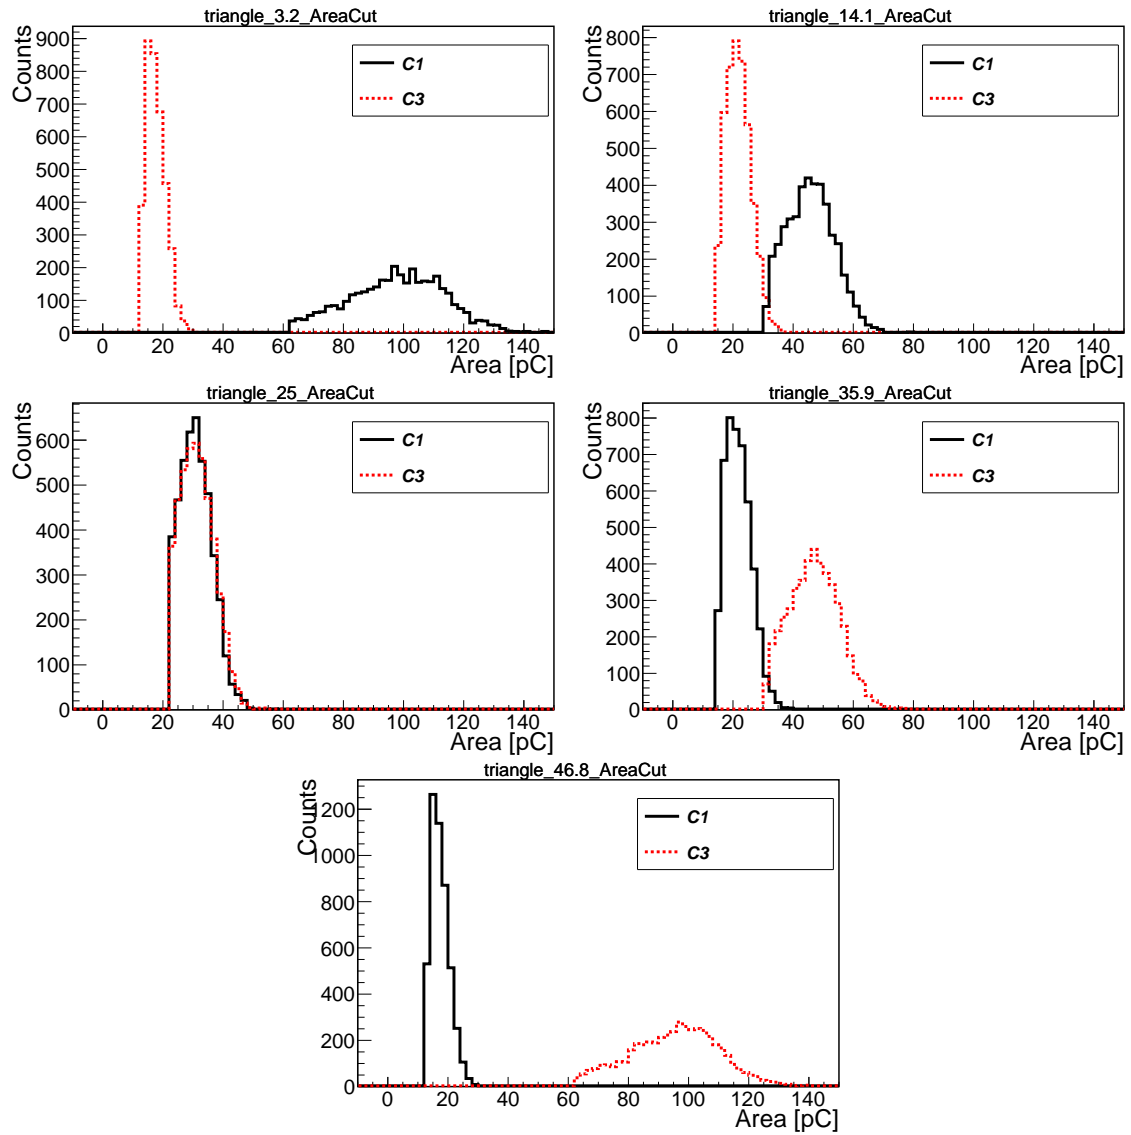 triangle_3.2_AreaCut
Counts
900
800
700
600
500
400
300
200
100
0
C1
C3
0 20 40 60 80 100 120 140
Area [pC]
triangle_14.1_AreaCut
Counts
800
700
600
500
400
300
200
100
0
C1
C3
0 20 40 60 80 100 120 140
Area [pC]
triangle_25_AreaCut
Counts
600
500
400
300
200
100
0
C1
C3
0 20 40 60 80 100 120 140
Area [pC]
triangle_35.9_AreaCut
Counts
800
700
600
500
400
300
200
100
0
C1
C3
0 20 40 60 80 100 120 140
Area [pC]
triangle_46.8_AreaCut
Counts
1200
1000
800
600
400
200
0
C1
C3
0 20 40 60 80 100 120 140
Area [pC]